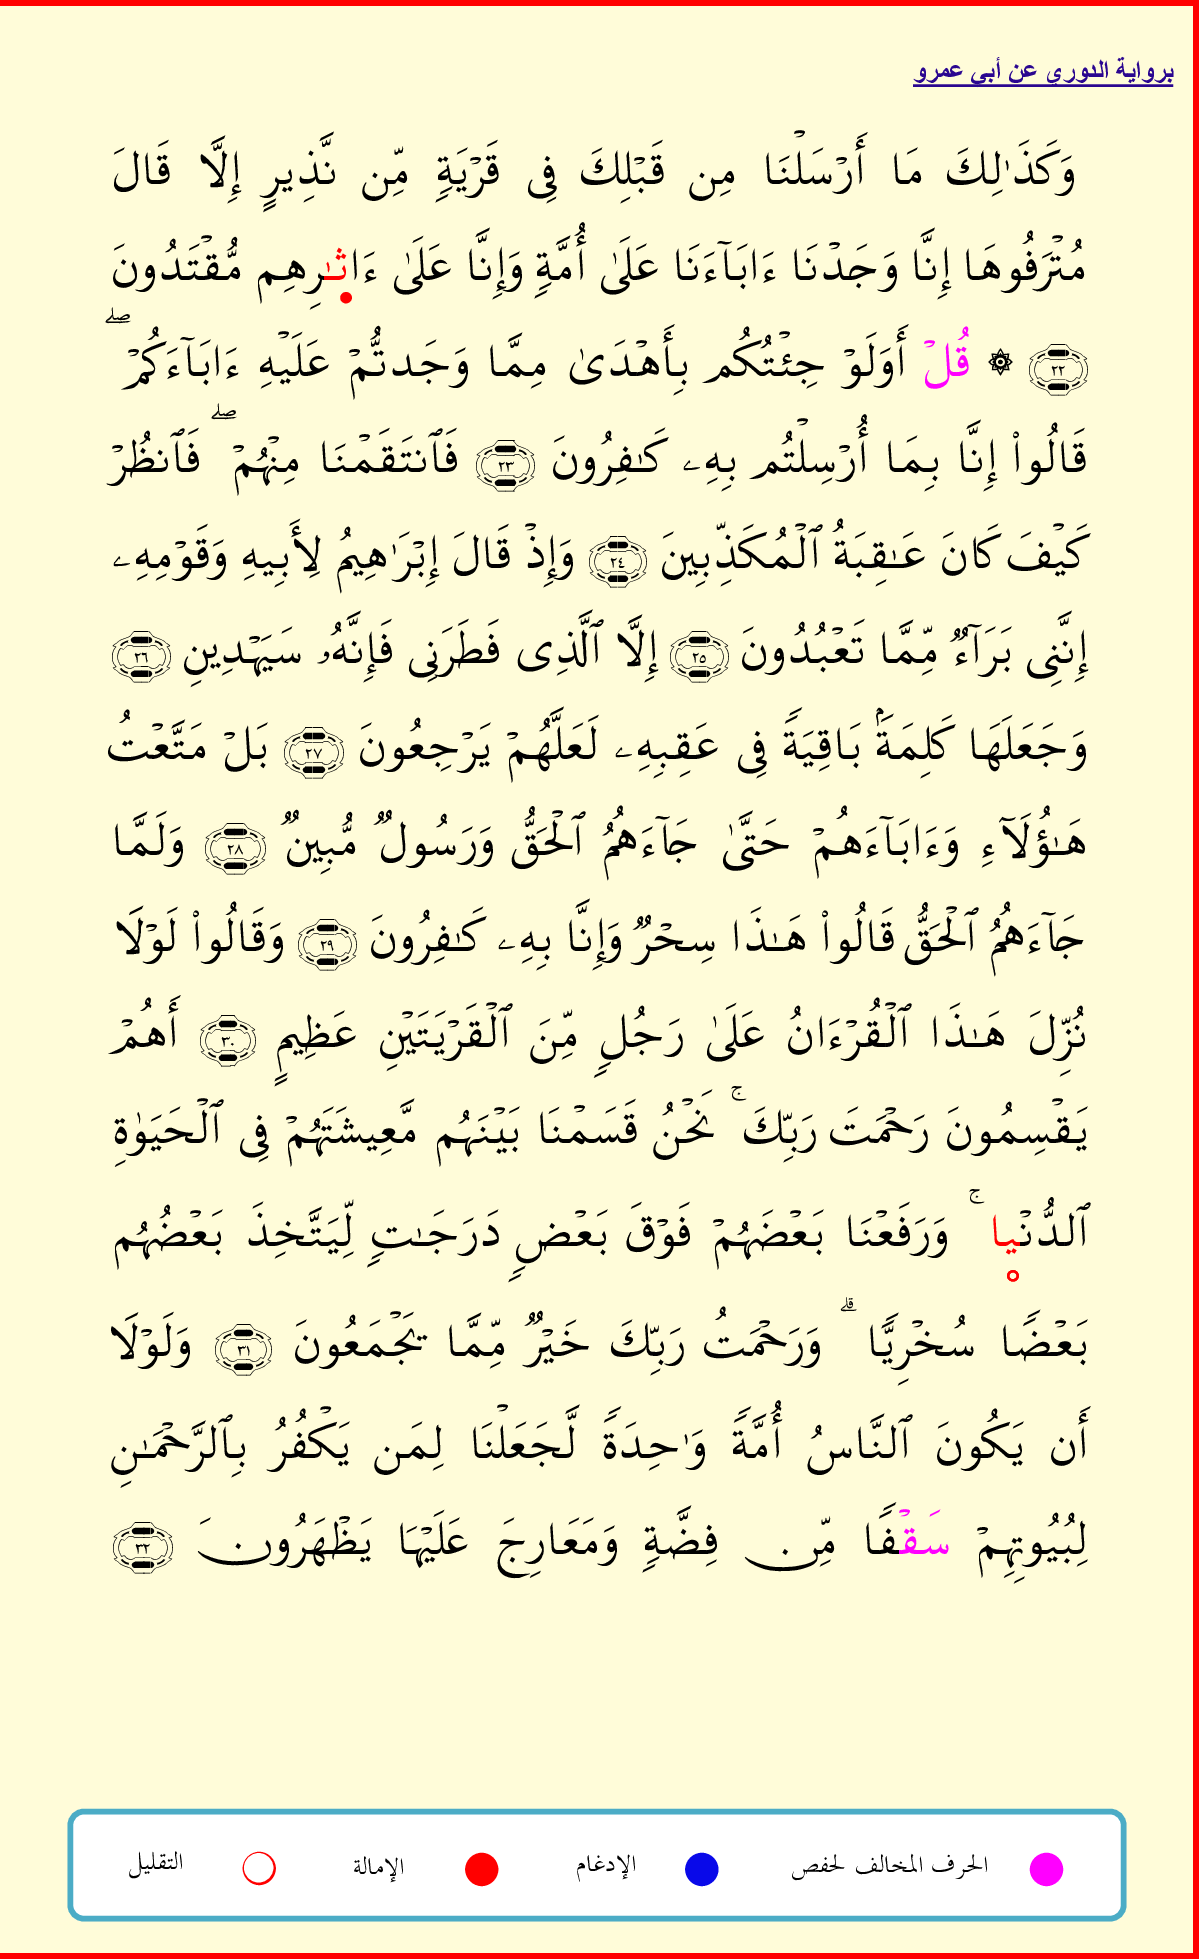 برواية الدوري عن أبي عمرو
وَكَذَٰلِكَ مَا أَرۡسَلۡنَا مِن قَبۡلِكَ فِى قَرۡيَةٖ مِّن نَّذِيرٍ إِلَّا قَالَ
مُتۡرَفُوهَا إِنَّا وَجَدۡنَا ءَابَآءَنَا عَلَىٰ أُمَّةٖ وَإِنَّا عَلَىٰ ءَاثَٰرِهِم مُّقۡتَدُونَ
٢٢ ۞ قُلۡ أَوَلَوۡ جِئۡتُكُم بِأَهۡدَىٰ مِمَّا وَجَدتُّمۡ عَلَيۡهِ ءَابَآءَكُمۡۖ
قَالُواْ إِنَّا بِمَا أُرۡسِلۡتُم بِهِۦ كَٰفِرُونَ ٢٣ فَٱنتَقَمۡنَا مِنۡهُمۡۖ فَٱنظُرۡ
كَيۡفَ كَانَ عَٰقِبَةُ ٱلۡمُكَذِّبِينَ ٢٤ وَإِذۡ قَالَ إِبۡرَٰهِيمُ لِأَبِيهِ وَقَوۡمِهِۦ
إِنَّنِى بَرَآءٞ مِّمَّا تَعۡبُدُونَ ٢٥ إِلَّا ٱلَّذِى فَطَرَنِى فَإِنَّهُۥ سَيَهۡدِينِ ٢٦
وَجَعَلَهَا كَلِمَةَۢ بَاقِيَةٗ فِى عَقِبِهِۦ لَعَلَّهُمۡ يَرۡجِعُونَ ٢٧ بَلۡ مَتَّعۡتُ
هَٰٓؤُلَآءِ وَءَابَآءَهُمۡ حَتَّىٰ جَآءَهُمُ ٱلۡحَقُّ وَرَسُولٞ مُّبِينٞ ٢٨ وَلَمَّا
جَآءَهُمُ ٱلۡحَقُّ قَالُواْ هَٰذَا سِحۡرٞ وَإِنَّا بِهِۦ كَٰفِرُونَ ٢٩ وَقَالُواْ لَوۡلَا
نُزِّلَ هَٰذَا ٱلۡقُرۡءَانُ عَلَىٰ رَجُلٖ مِّنَ ٱلۡقَرۡيَتَيۡنِ عَظِيمٍ ٣٠ أَهُمۡ
يَقۡسِمُونَ رَحۡمَتَ رَبِّكَۚ نَحۡنُ قَسَمۡنَا بَيۡنَهُم مَّعِيشَتَهُمۡ فِى ٱلۡحَيَوٰةِ
ٱلدُّنۡياۚ وَرَفَعۡنَا بَعۡضَهُمۡ فَوۡقَ بَعۡضٖ دَرَجَٰتٖ لِّيَتَّخِذَ بَعۡضُهُم
بَعۡضٗا سُخۡرِيّٗاۗ وَرَحۡمَتُ رَبِّكَ خَيۡرٞ مِّمَّا يَجۡمَعُونَ ٣١ وَلَوۡلَا
أَن يَكُونَ ٱلنَّاسُ أُمَّةٗ وَٰحِدَةٗ لَّجَعَلۡنَا لِمَن يَكۡفُرُ بِٱلرَّحۡمَٰنِ
لِبُيُوتِهِمۡ سَقۡفٗا مِّن فِضَّةٖ وَمَعَارِجَ عَلَيۡهَا يَظۡهَرُونَ ٣٢
الحرف المخالف لحفص الإدغام الإمالة التقليل